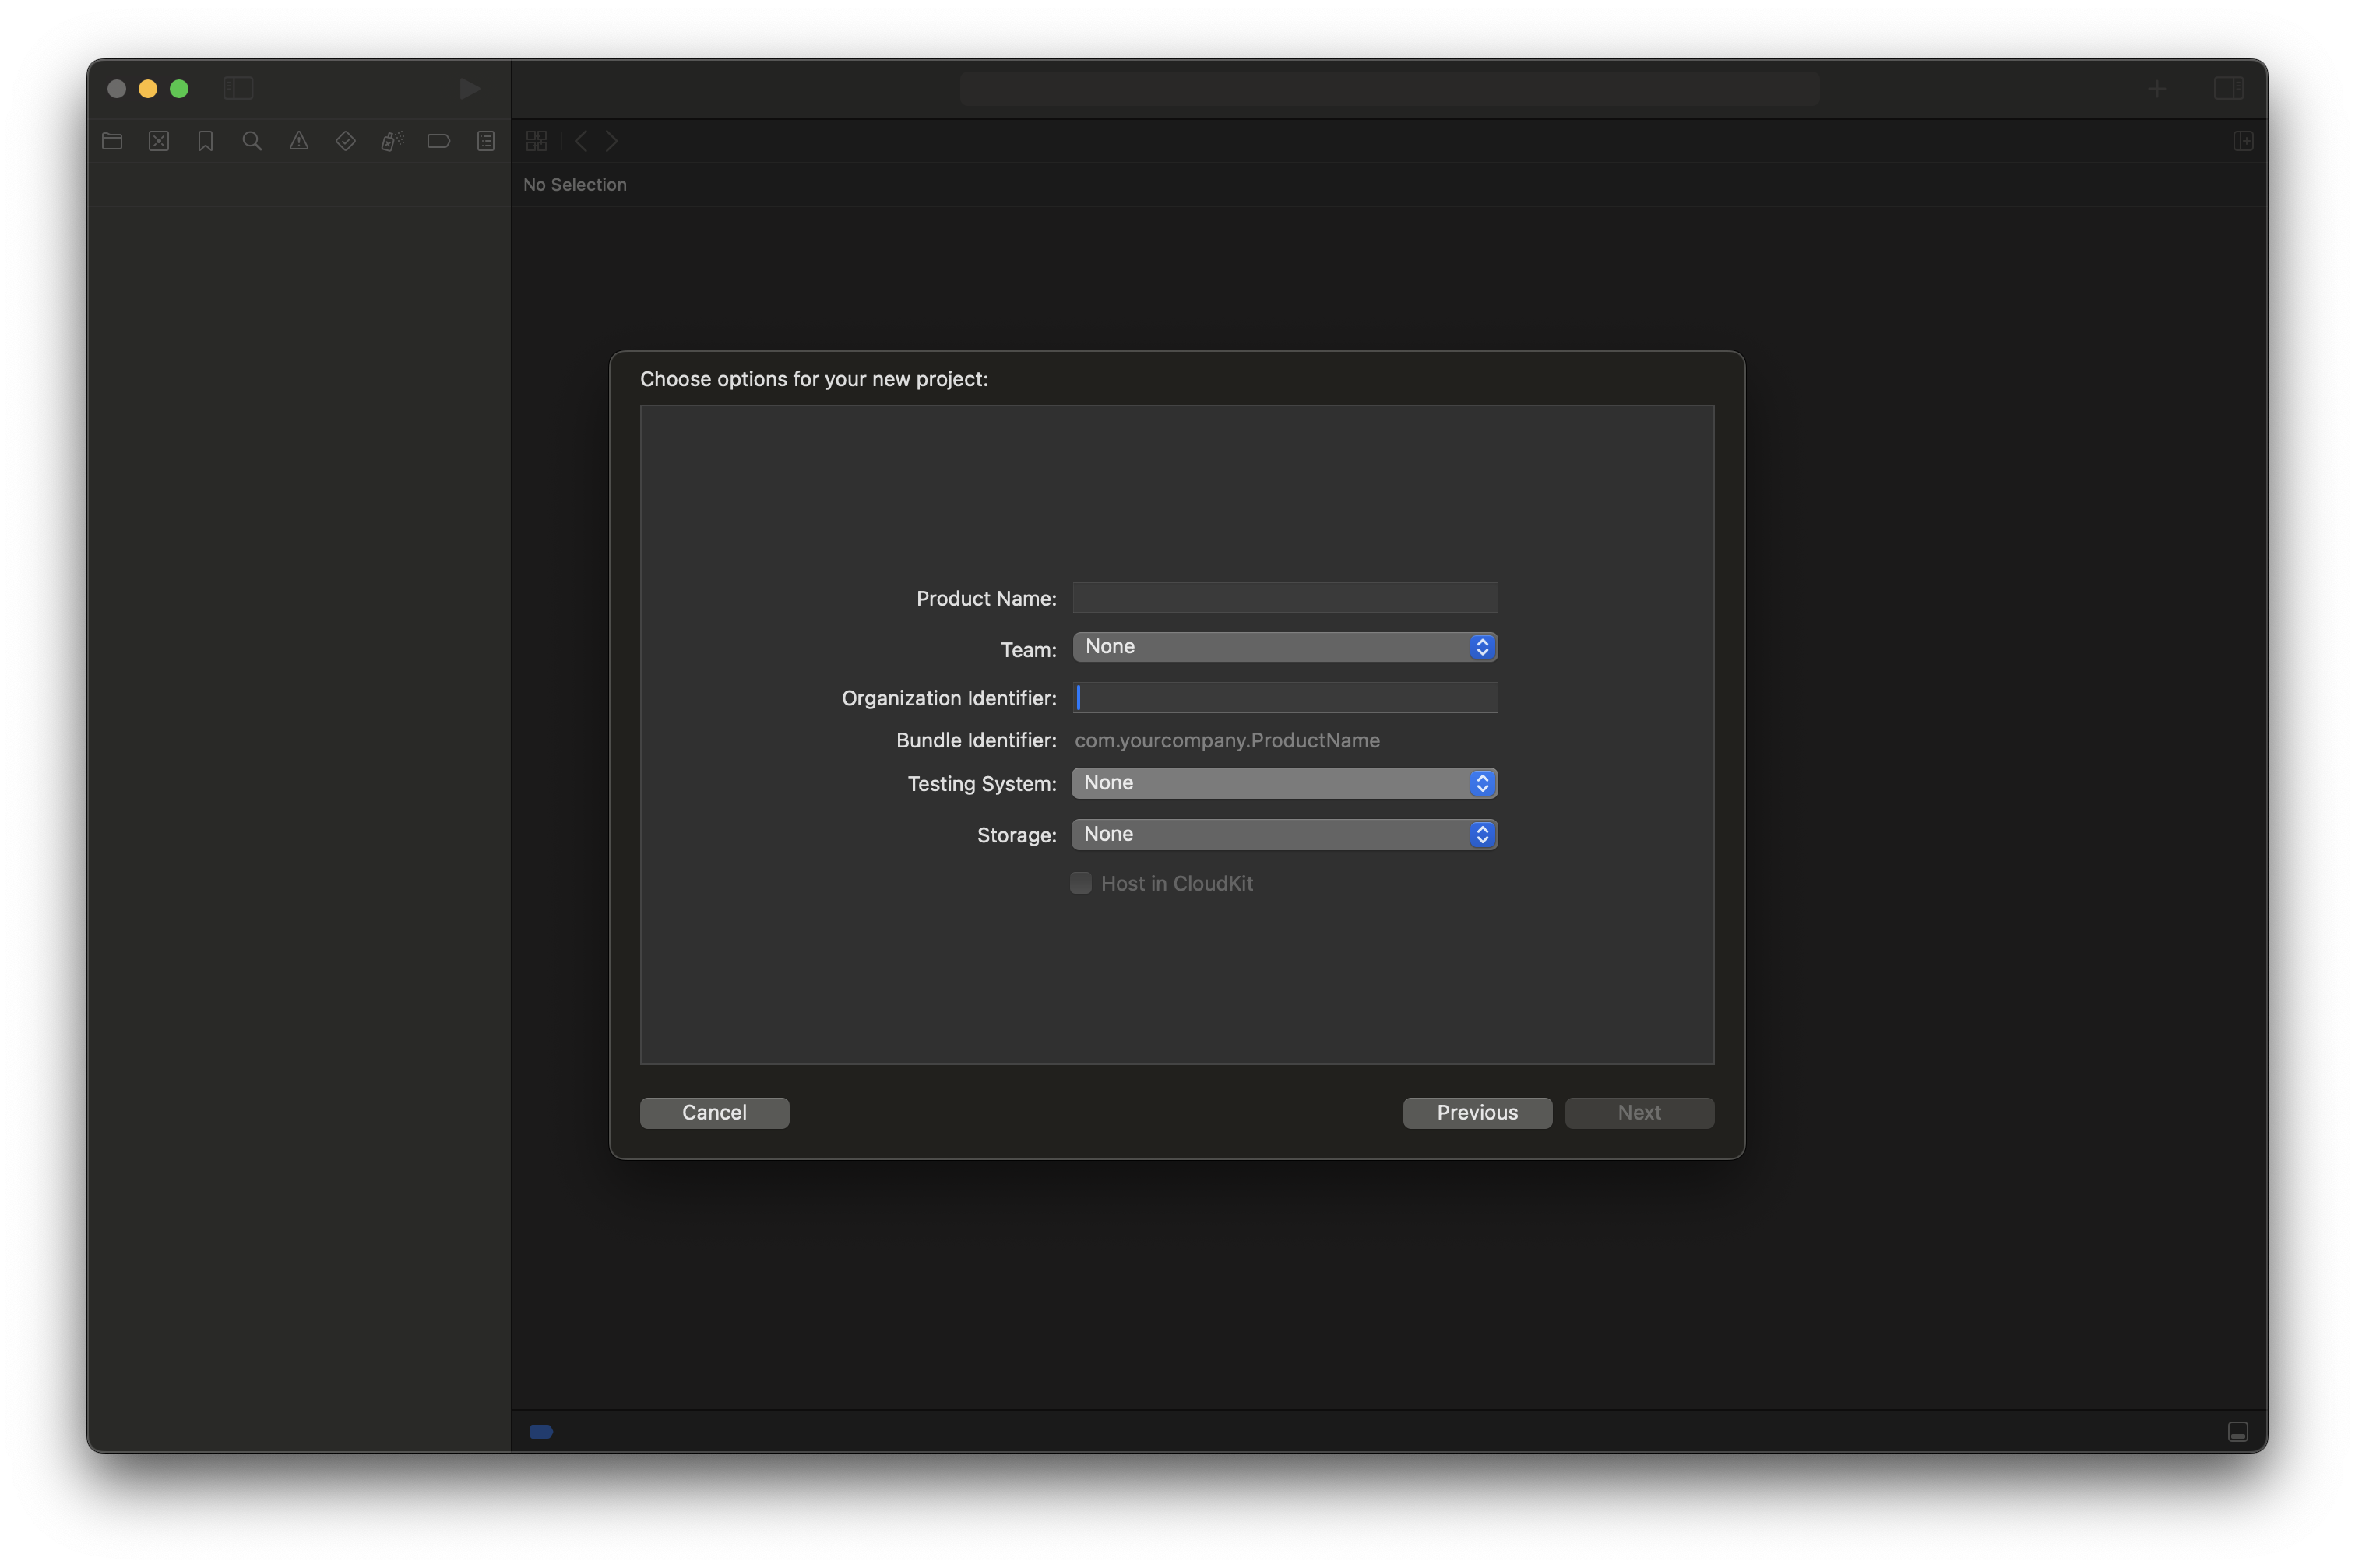 No Selection
Choose options for your new project:
Product Name:
Team: None
Organization Identifier:
Bundle Identifier: com.yourcompany.ProductName
Testing System: None
Storage: None
Host in CloudKit
Cancel Previous Next